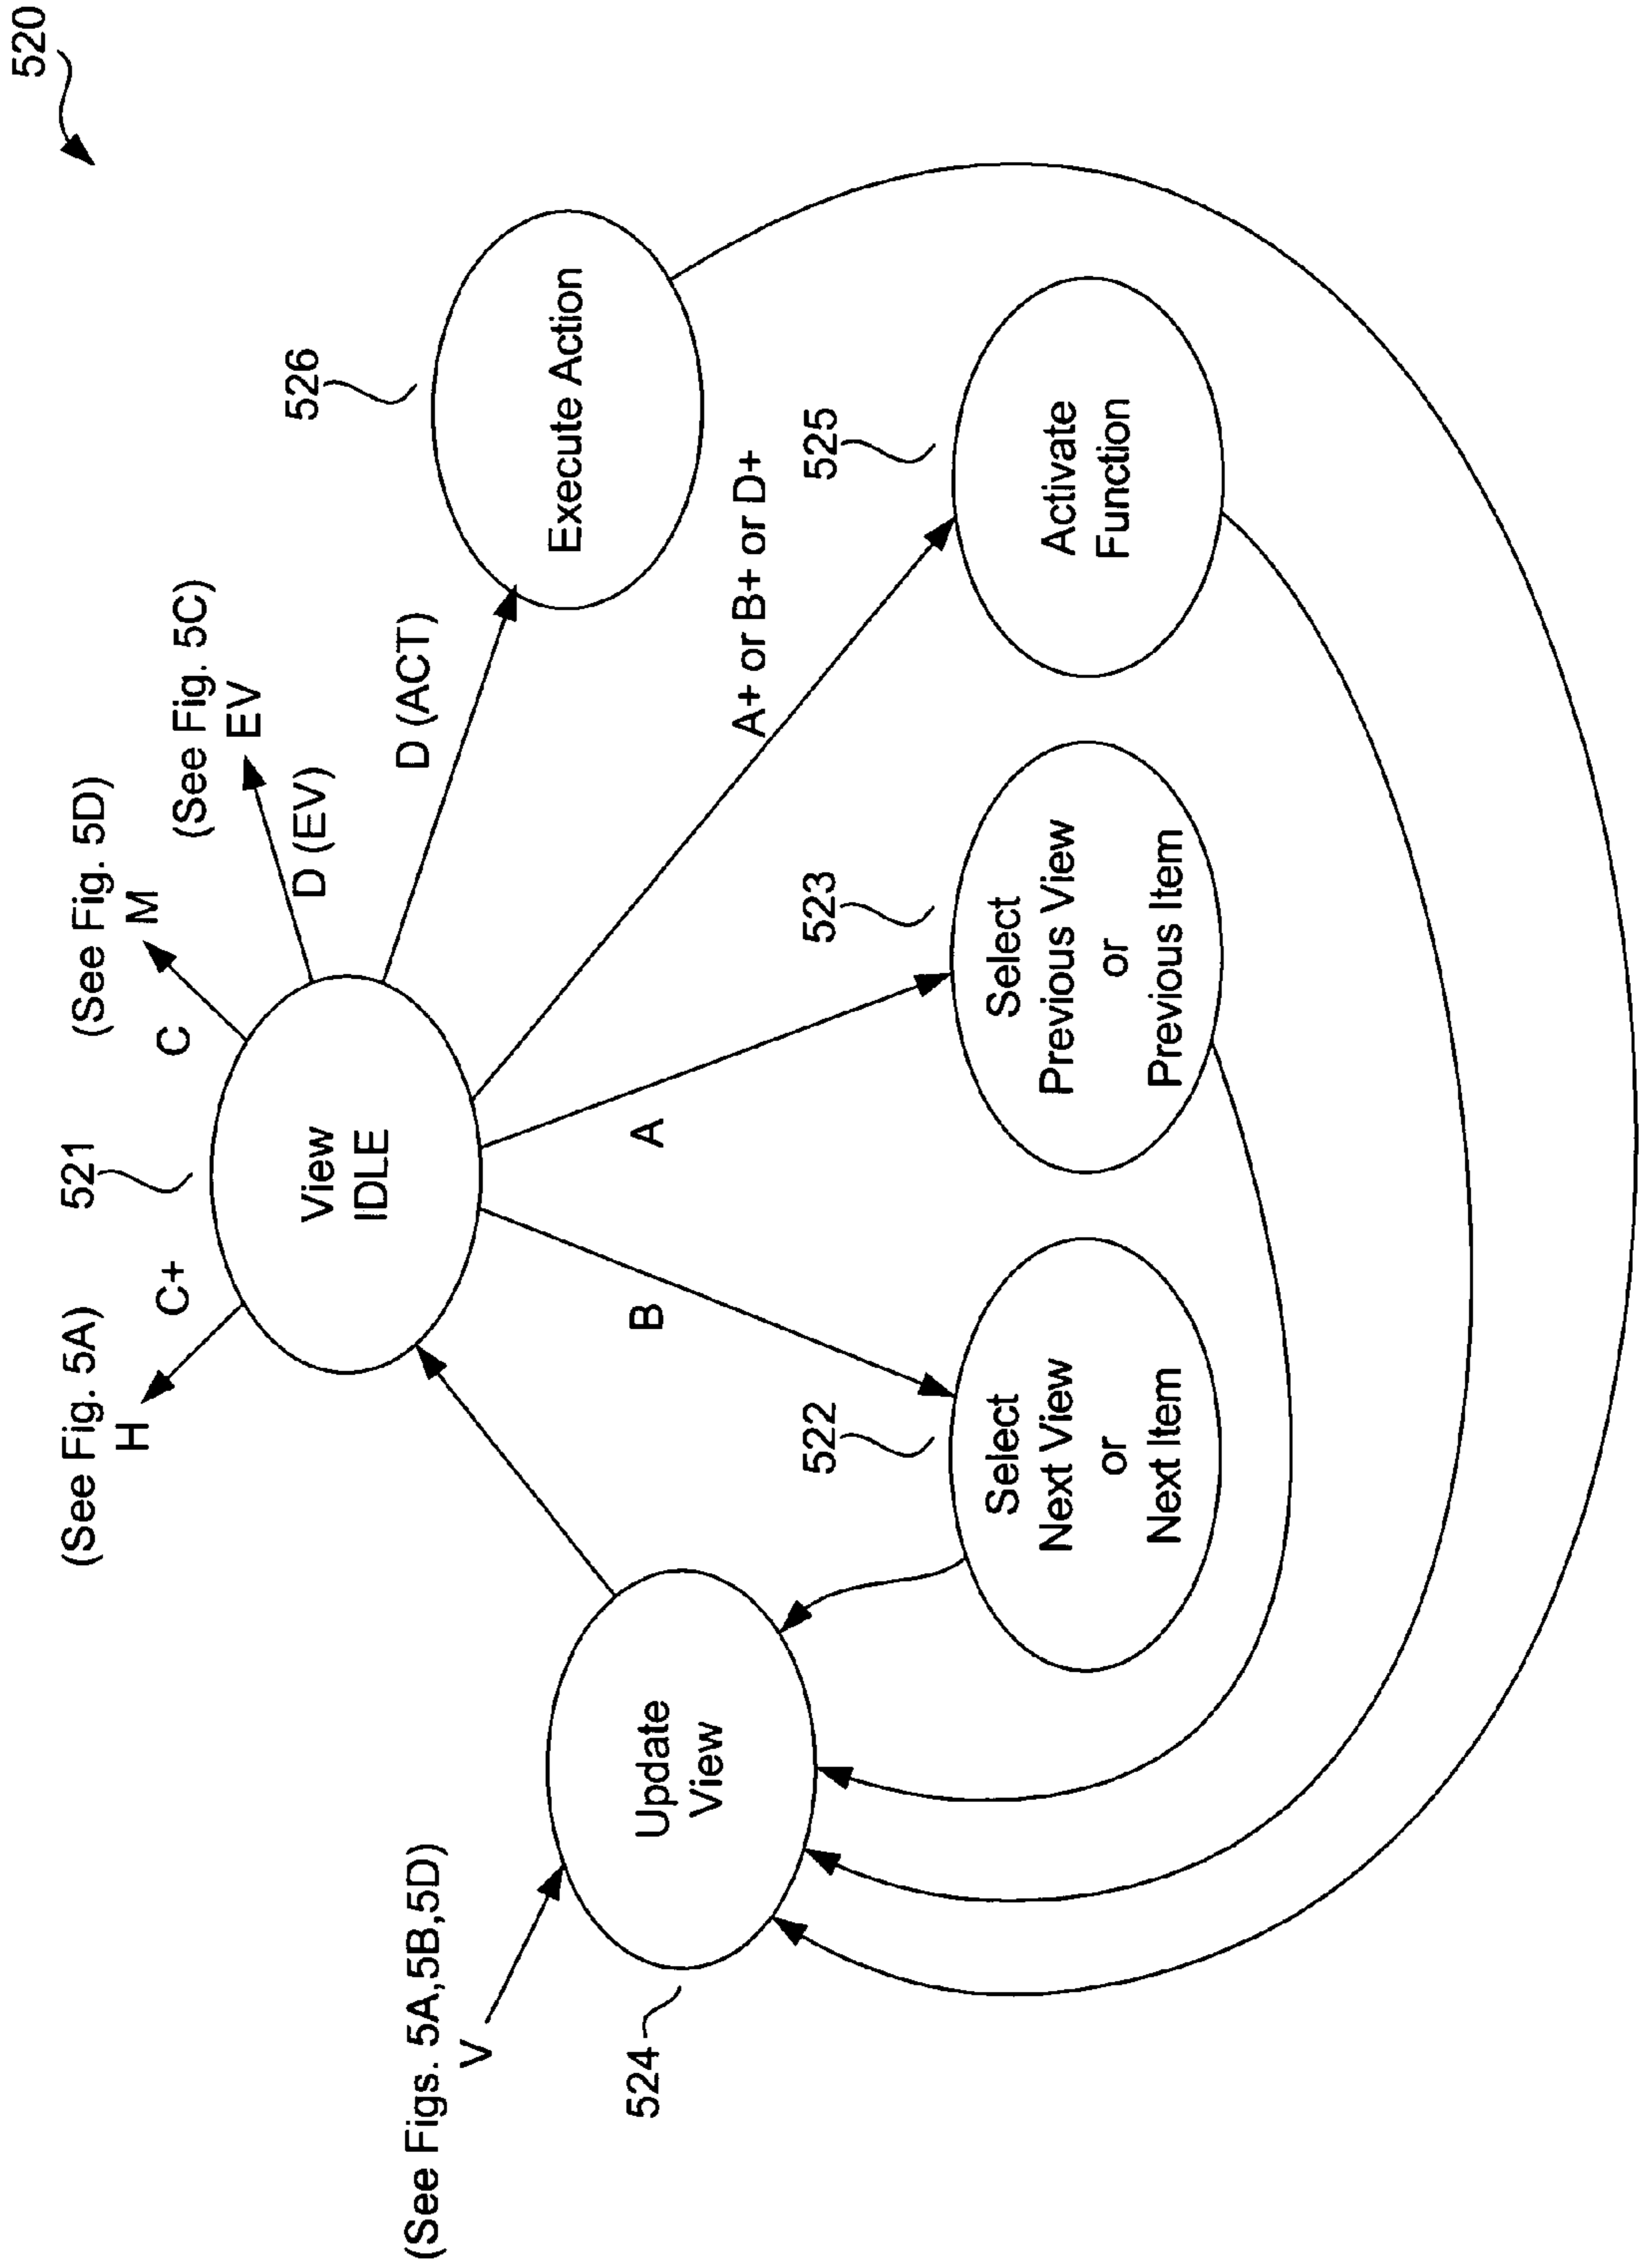 520
(See Fig. 5A)
H
C+
521
View
IDLE
C
(See Fig. 5D)
M
(See Fig. 5C)
EV
D (EV)
D (ACT)
526
Execute Action
(See Figs. 5A,5B,5D)
V
524
Update
View
B
A
A+ or B+ or D+
522
Select
Next View
or
Next Item
523
Select
Previous View
or
Previous Item
525
Activate
Function